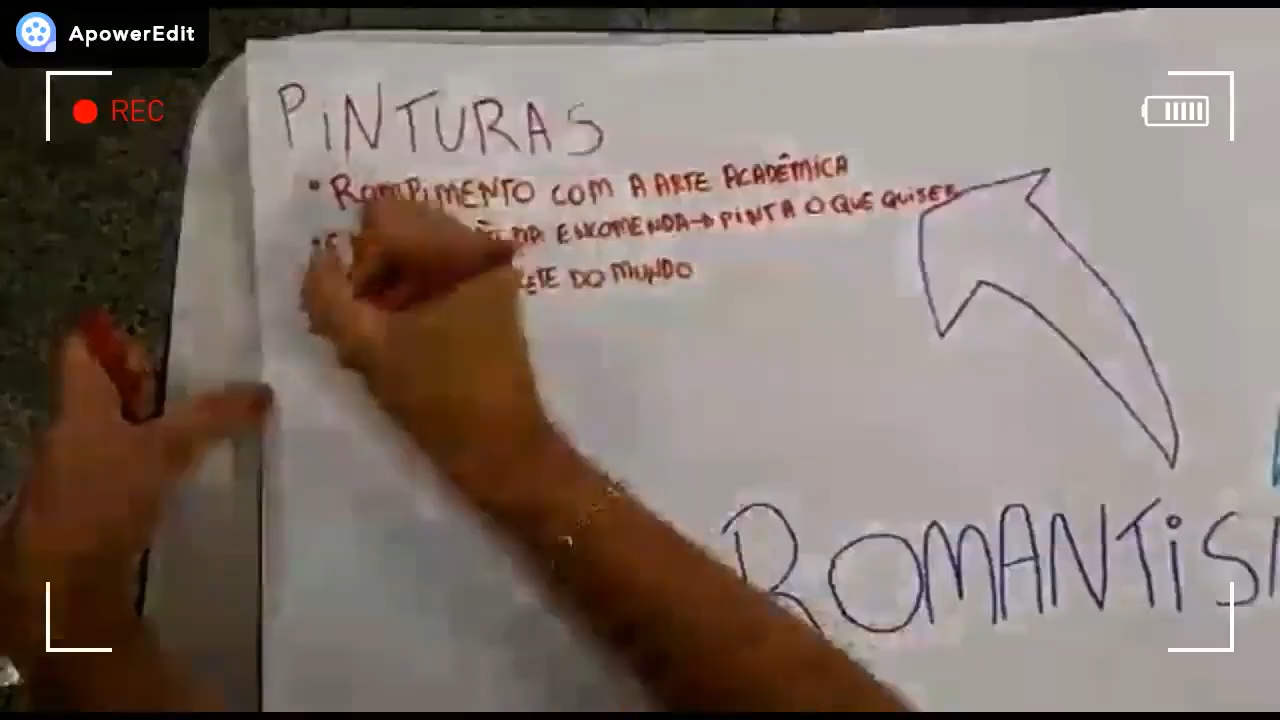 ApowerEdit
REC
PINTURAS
• ROMPIMENTO COM A ARTE ACADÊMICA
ENCOMENDA → PINTA O QUE QUISER
DO MUNDO
ROMANTIS